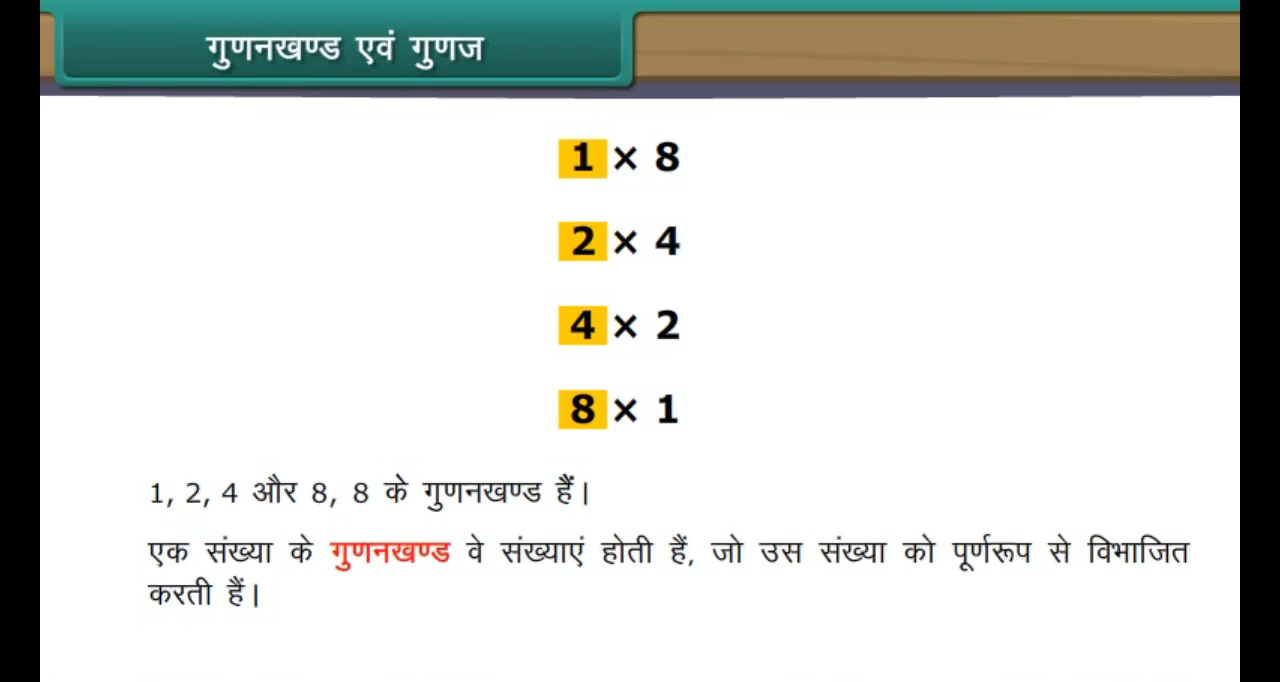 गुणनखण्ड एवं गुणज
1 × 8
2 × 4
4 × 2
8 × 1
1, 2, 4 और 8, 8 के गुणनखण्ड हैं।
एक संख्या के गुणनखण्ड वे संख्याएं होती हैं, जो उस संख्या को पूर्णरूप से विभाजित
करती हैं।